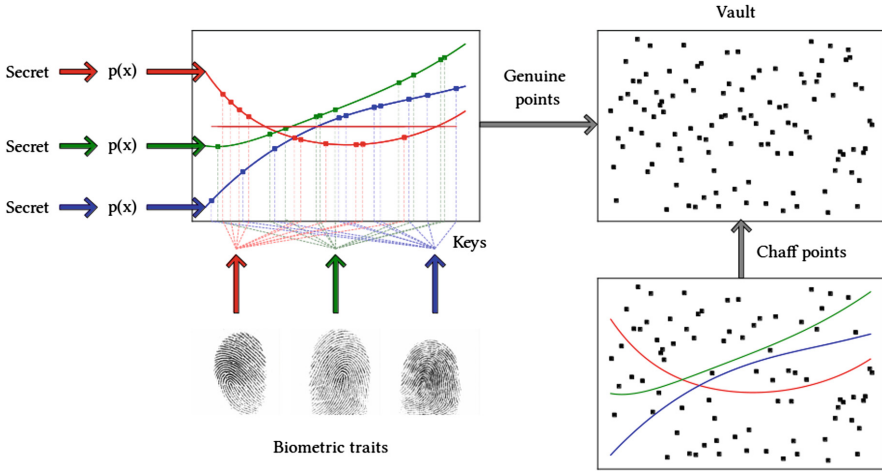 Vault
Secret
p(x)
Genuine
points
Secret
p(x)
Secret
p(x)
Keys
Chaff points
Biometric traits